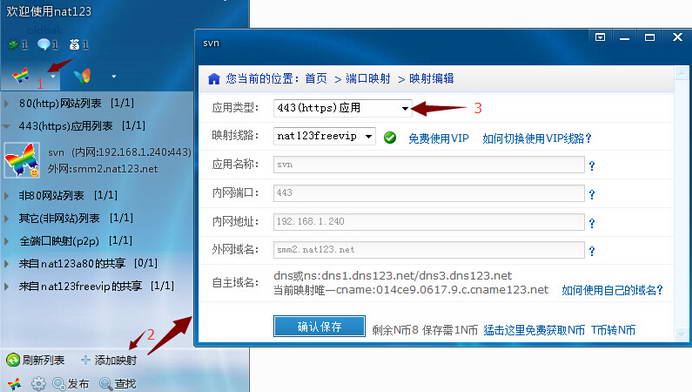 欢迎使用nat123
1 1 1
1
80(http)网站列表 [1/1]
443(https)应用列表 [1/1]
svn (内网:192.168.1.240:443)
外网:smm2.nat123.net
非80网站列表 [1/1]
其它(非网站)列表 [1/1]
全端口映射(p2p) [1/1]
来自nat123a80的共享 [0/1]
来自nat123freevip的共享 [1/1]
2
刷新列表 添加映射
发布 查找
svn
您当前的位置: 首页 > 端口映射 > 映射编辑
应用类型: 443(https)应用 3
映射线路: nat123freevip 免费使用VIP 如何切换使用VIP线路?
应用名称: svn ?
内网端口: 443 ?
内网地址: 192.168.1.240 ?
外网域名: smm2.nat123.net ?
自主域名: dns或ns:dns1.dns123.net/dns3.dns123.net
当前映射唯一cname:014ce9.0617.9.c.cname123.net 如何使用自己的域名?
确认保存 剩余N币8 保存需1N币 猛击这里免费获取N币 T币转N币